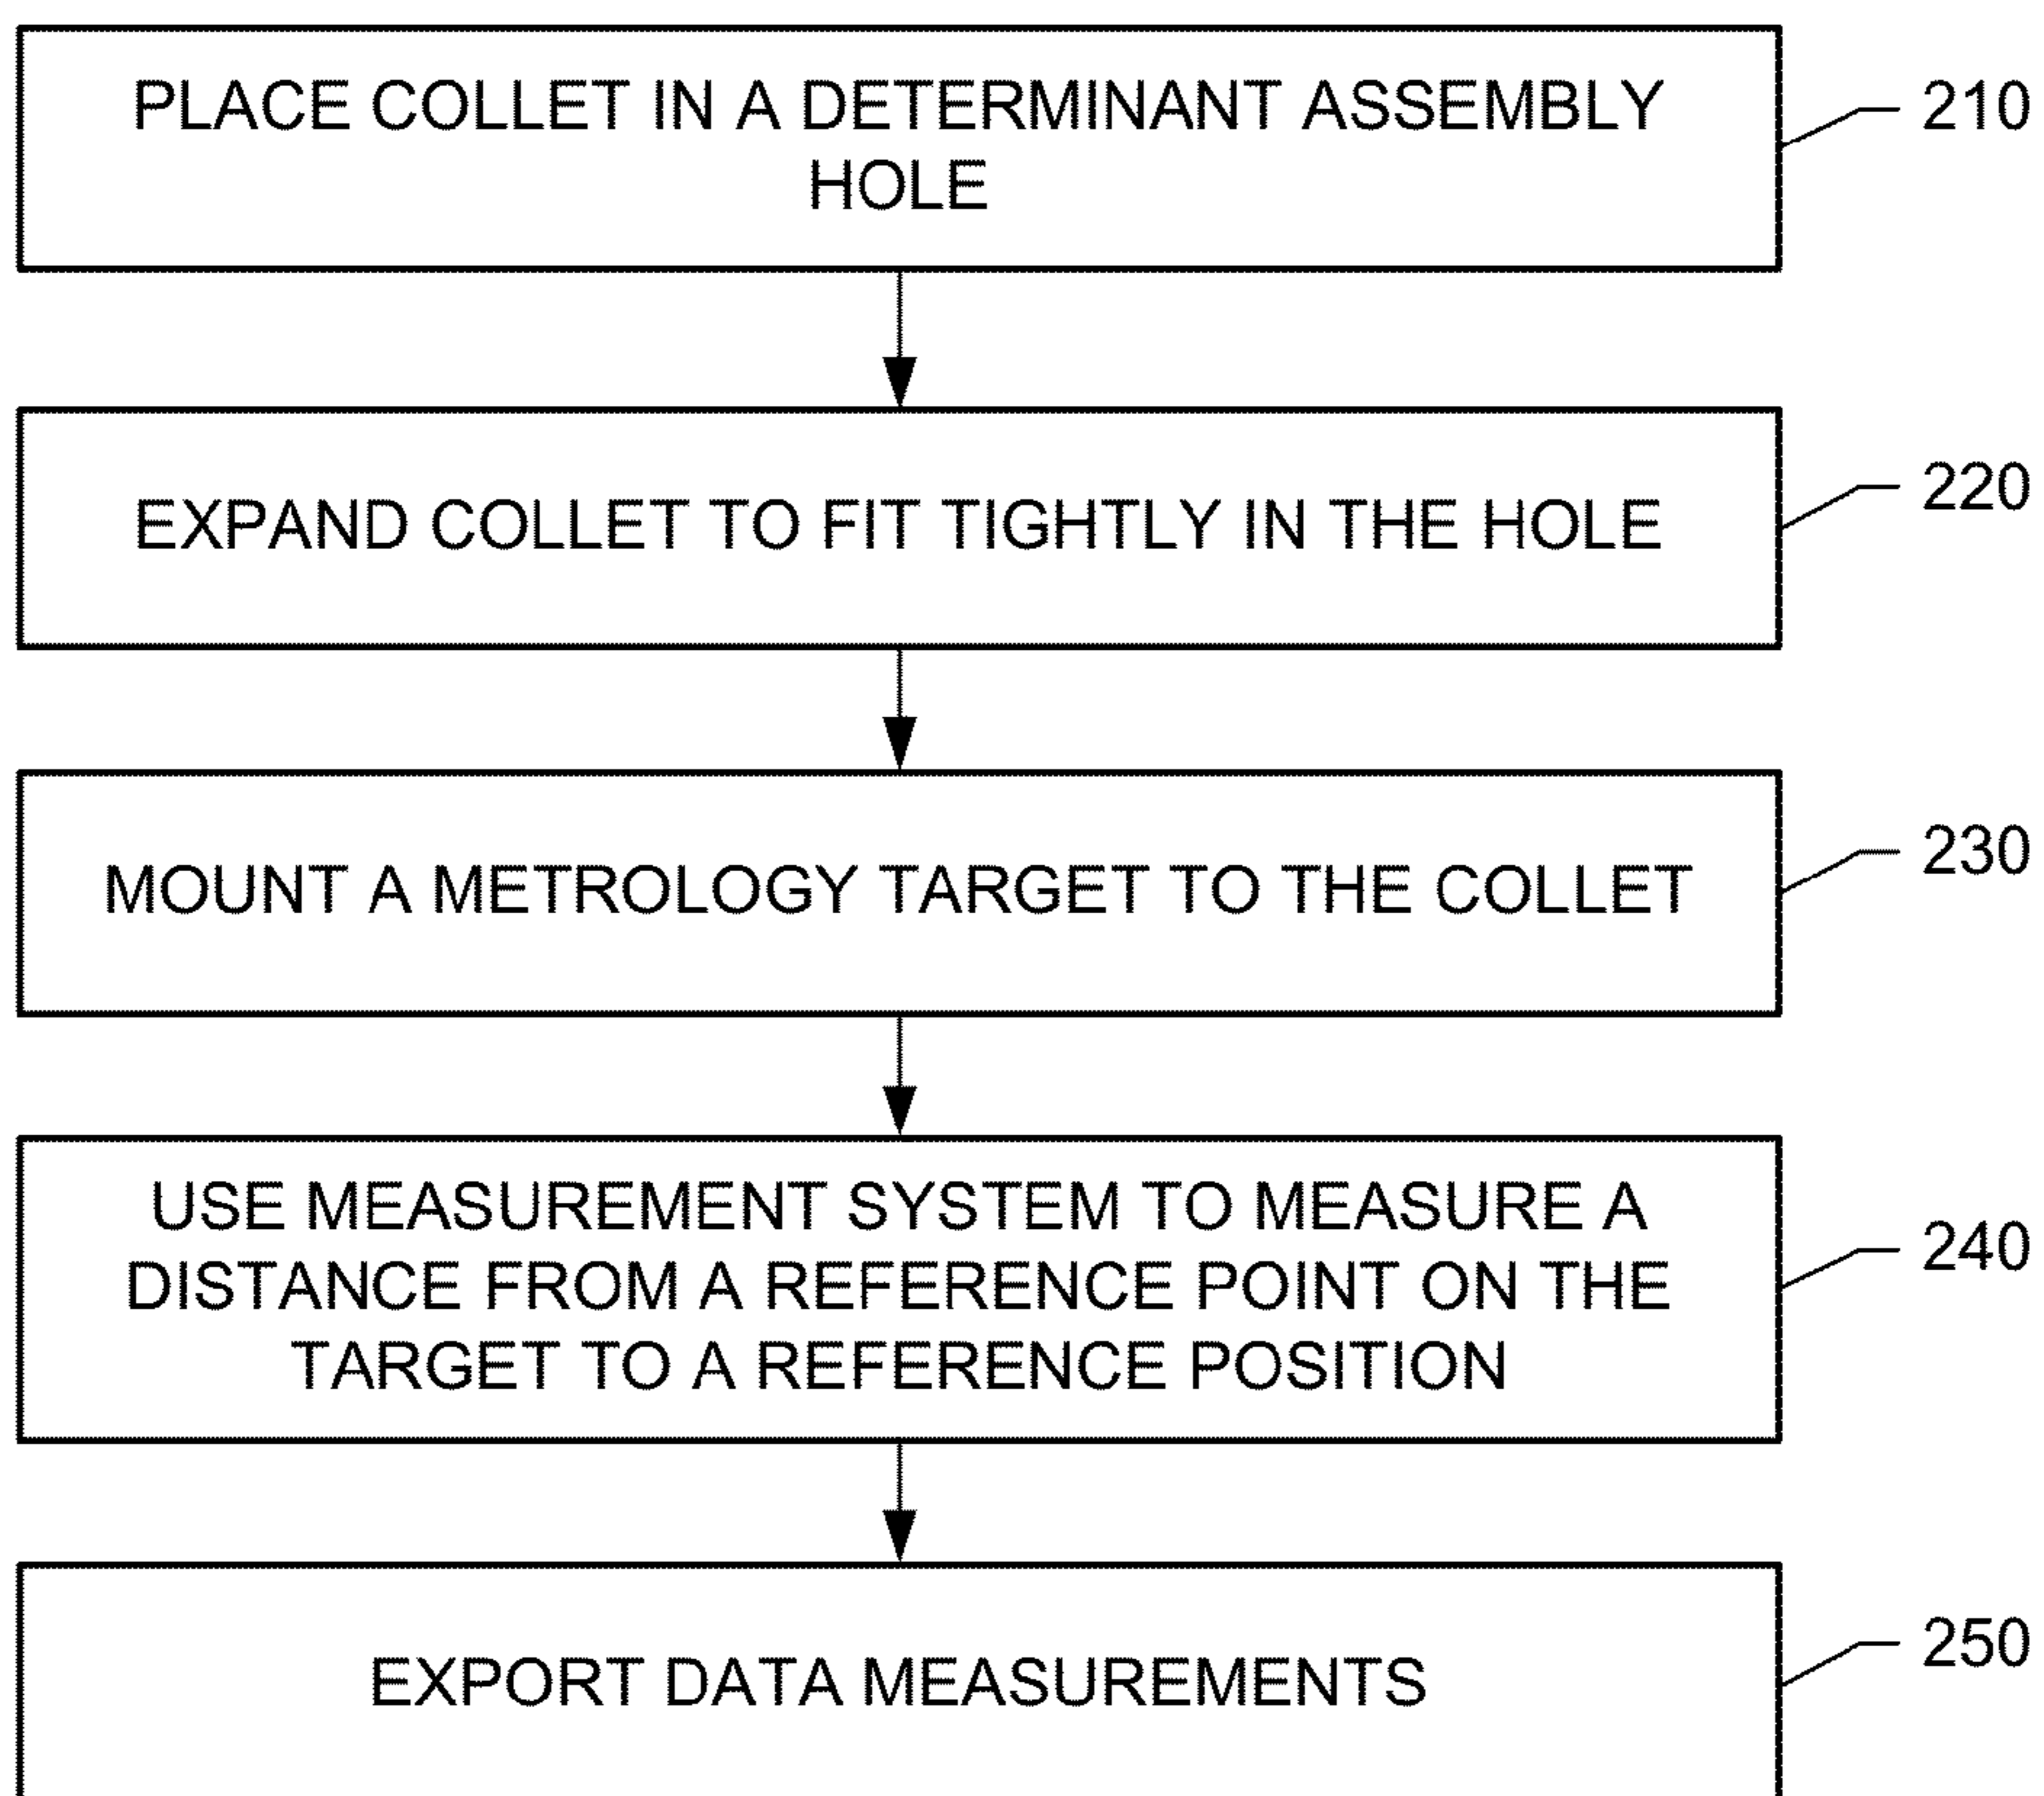 PLACE COLLET IN A DETERMINANT ASSEMBLY
HOLE
210
EXPAND COLLET TO FIT TIGHTLY IN THE HOLE
220
MOUNT A METROLOGY TARGET TO THE COLLET
230
USE MEASUREMENT SYSTEM TO MEASURE A
DISTANCE FROM A REFERENCE POINT ON THE
TARGET TO A REFERENCE POSITION
240
EXPORT DATA MEASUREMENTS
250